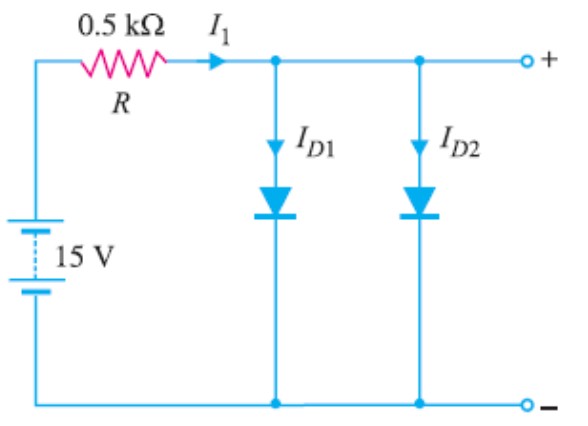 0.5 kΩ
I1
+
R
ID1
ID2
15 V
–